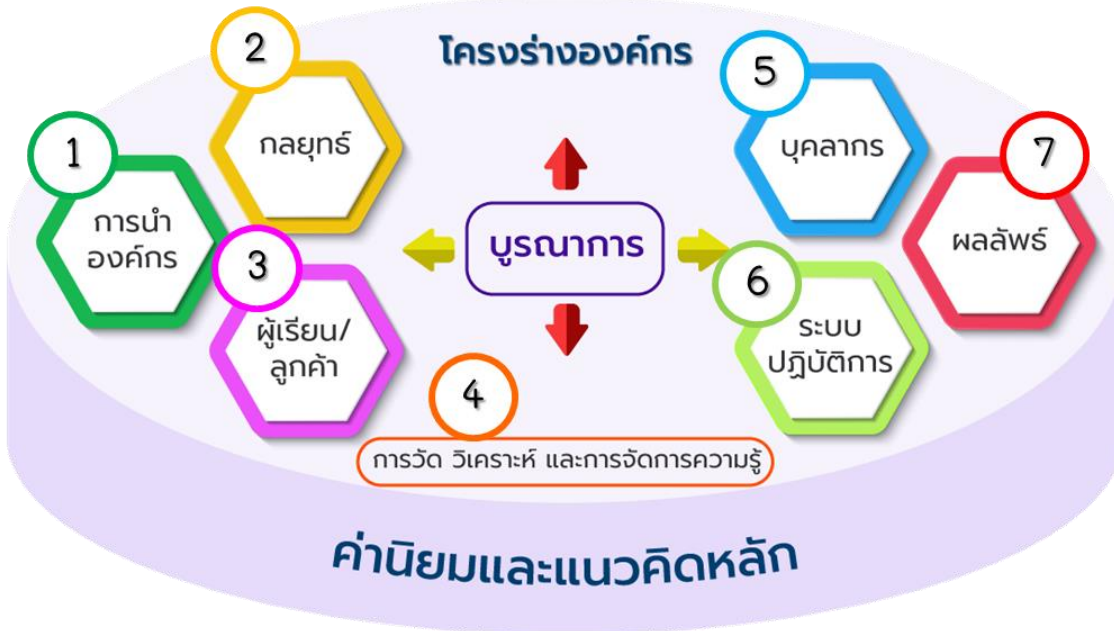 โครงร่างองค์กร
1
การนำ
องค์กร
2
กลยุทธ์
3
ผู้เรียน/
ลูกค้า
บูรณาการ
4
การวัด วิเคราะห์ และการจัดการความรู้
5
บุคลากร
6
ระบบ
ปฏิบัติการ
7
ผลลัพธ์
ค่านิยมและแนวคิดหลัก